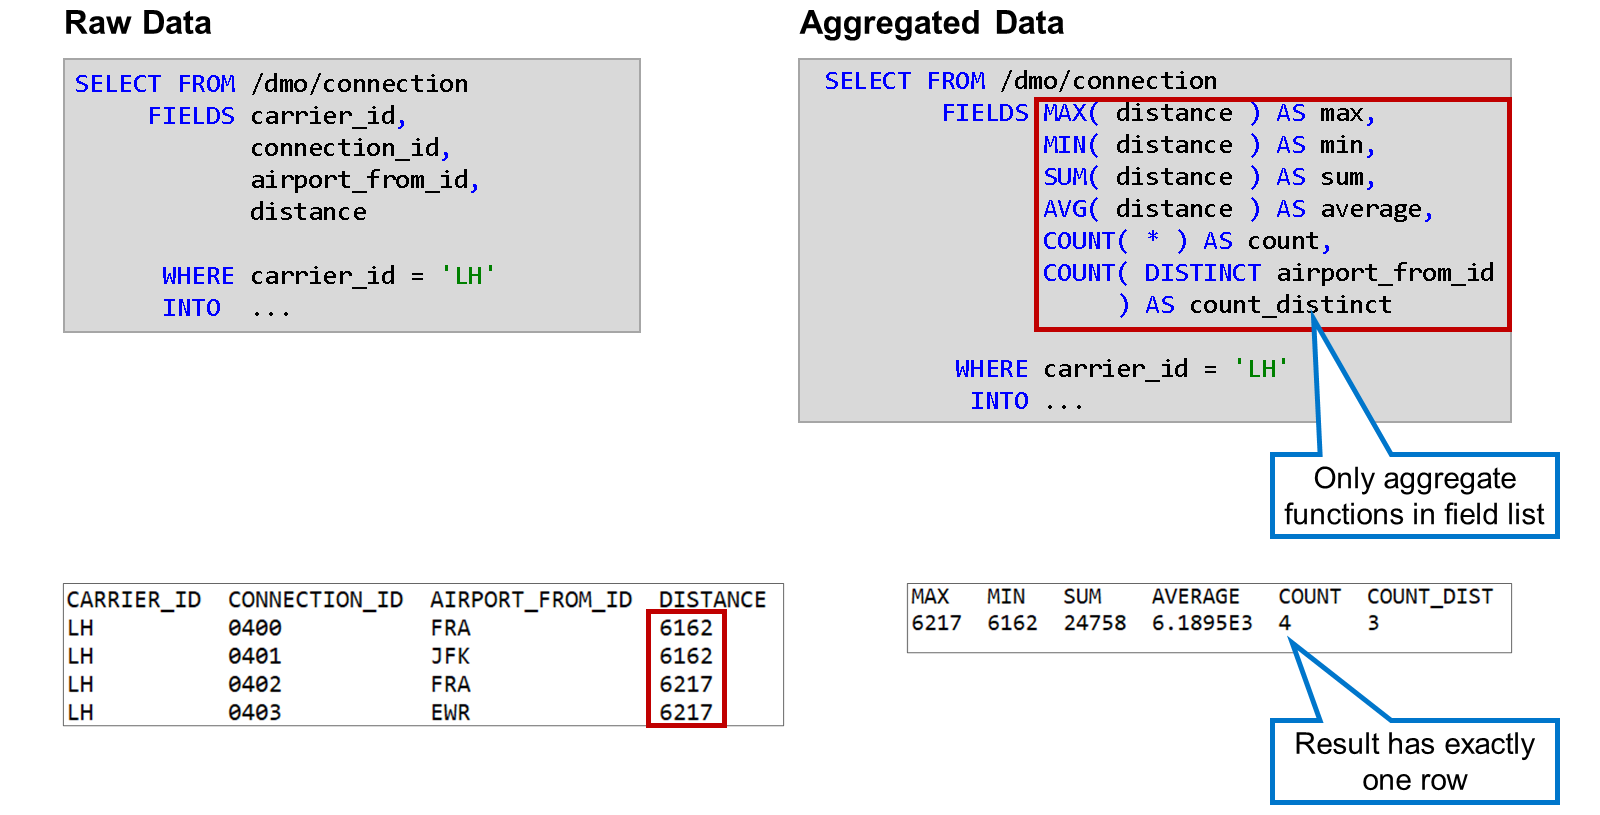 Raw Data
SELECT FROM /dmo/connection
FIELDS carrier_id,
connection_id,
airport_from_id,
distance
WHERE carrier_id = 'LH'
INTO ...
Aggregated Data
SELECT FROM /dmo/connection
FIELDS MAX( distance ) AS max,
MIN( distance ) AS min,
SUM( distance ) AS sum,
AVG( distance ) AS average,
COUNT( * ) AS count,
COUNT( DISTINCT airport_from_id
) AS count_distinct
WHERE carrier_id = 'LH'
INTO ...
Only aggregate
functions in field list
CARRIER_ID CONNECTION_ID AIRPORT_FROM_ID DISTANCE
LH 0400 FRA 6162
LH 0401 JFK 6162
LH 0402 FRA 6217
LH 0403 EWR 6217
MAX MIN SUM AVERAGE COUNT COUNT_DIST
6217 6162 24758 6.1895E3 4 3
Result has exactly
one row